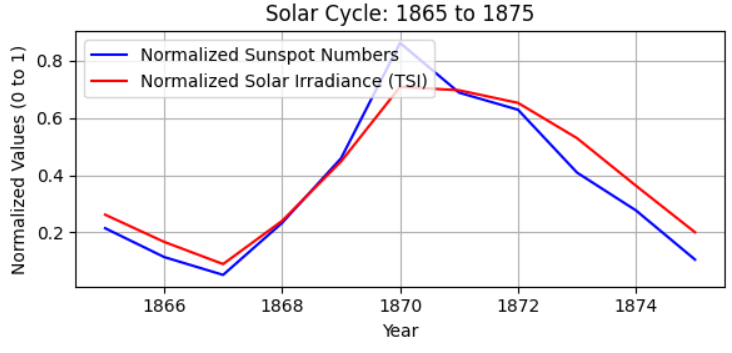 Solar Cycle: 1865 to 1875
Normalized Sunspot Numbers
Normalized Solar Irradiance (TSI)
Normalized Values (0 to 1)
0.8
0.6
0.4
0.2
1866 1868 1870 1872 1874
Year